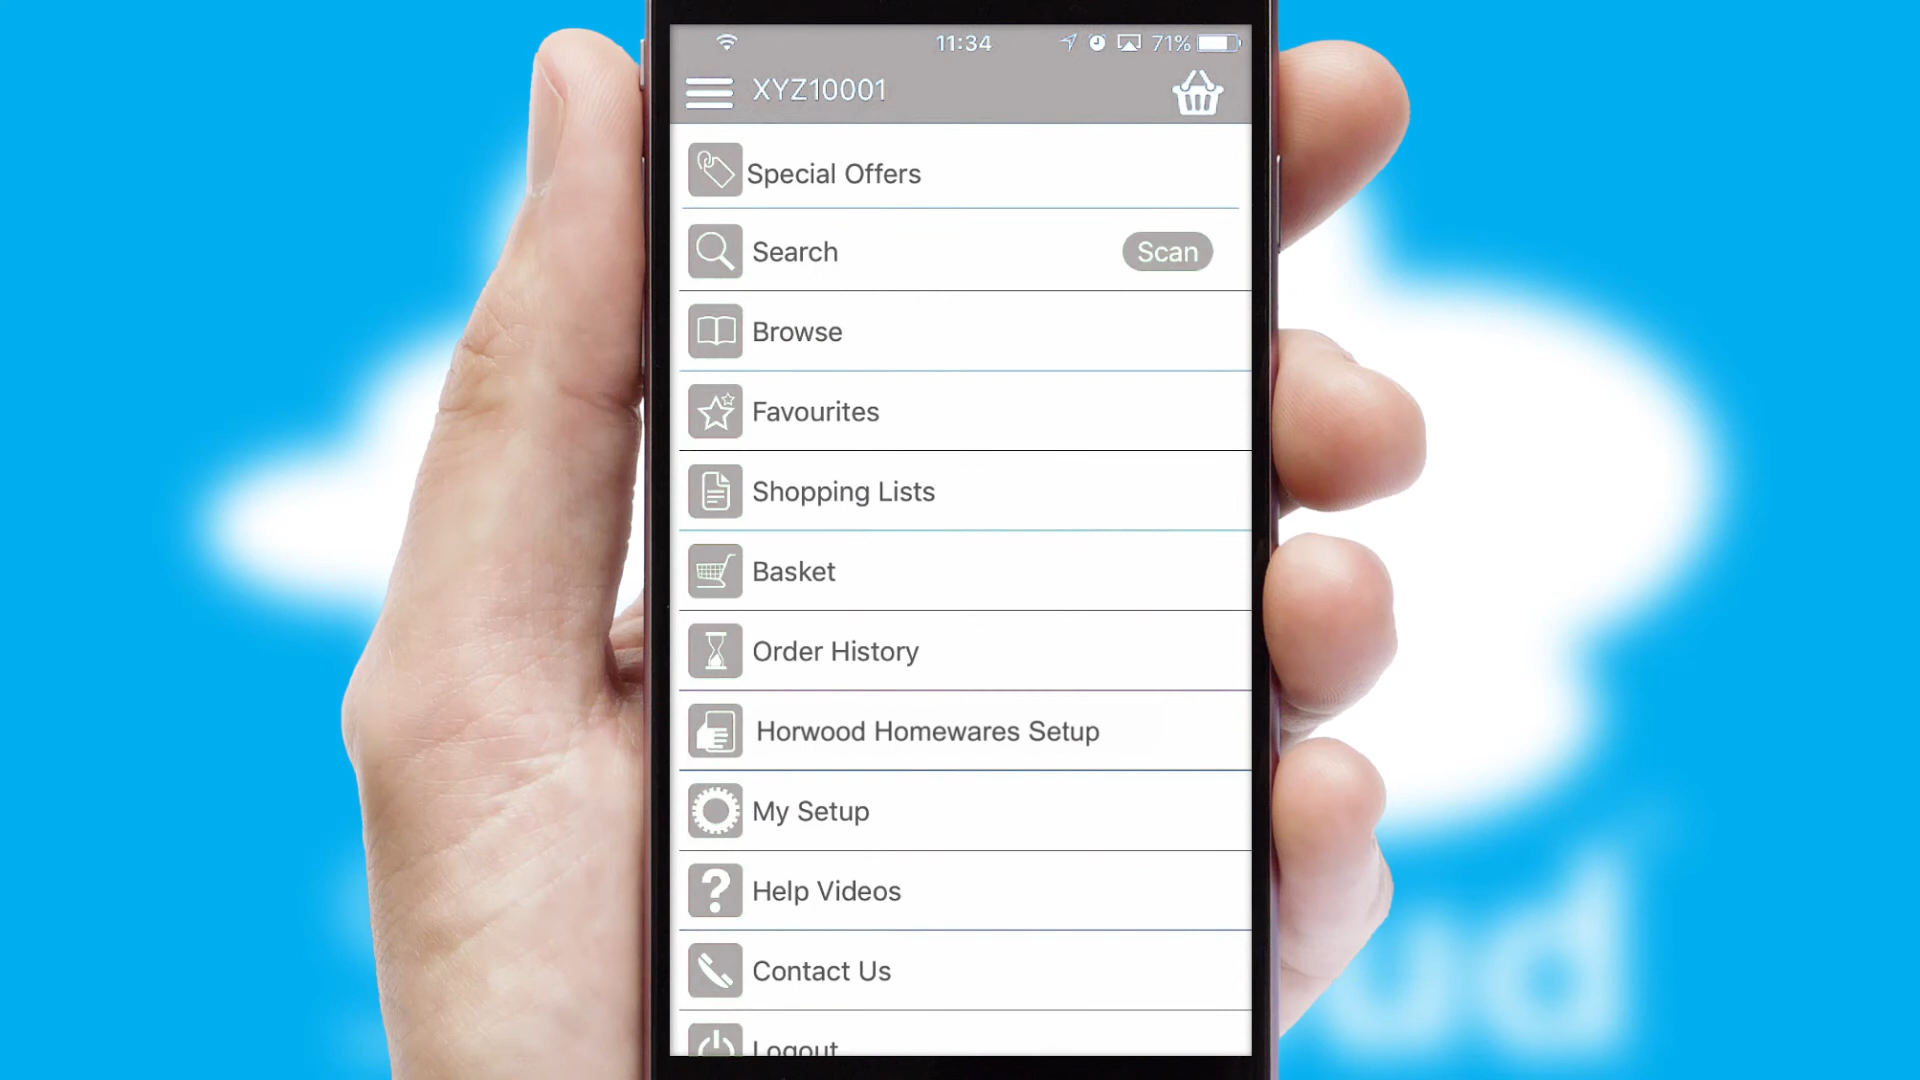 11:34
71%
XYZ10001
Special Offers
Search
Scan
Browse
Favourites
Shopping Lists
Basket
Order History
Horwood Homewares Setup
My Setup
Help Videos
Contact Us
Logout
ud